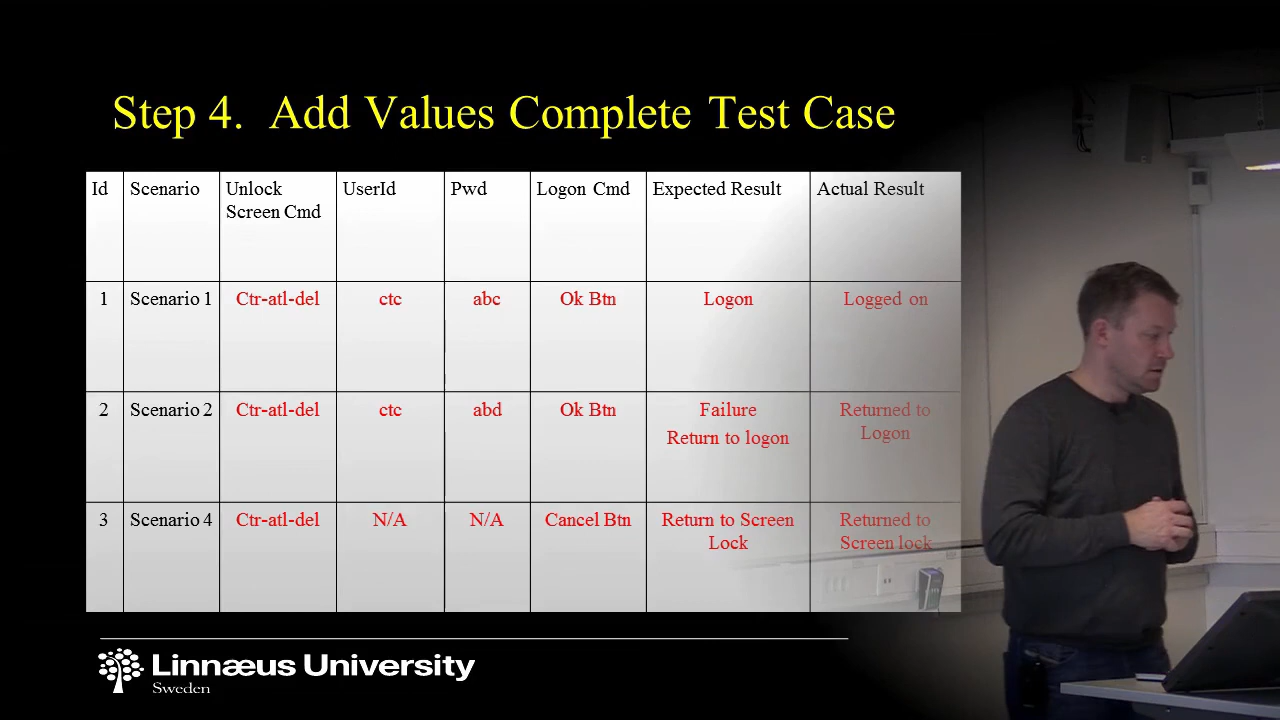 Step 4. Add Values Complete Test Case
Id Scenario Unlock Screen Cmd UserId Pwd Logon Cmd Expected Result Actual Result
1 Scenario 1 Ctr-atl-del ctc abc Ok Btn Logon Logged on
2 Scenario 2 Ctr-atl-del ctc abd Ok Btn Failure Return to logon Returned to Logon
3 Scenario 4 Ctr-atl-del N/A N/A Cancel Btn Return to Screen Lock Returned to Screen lock
Linnæus University
Sweden